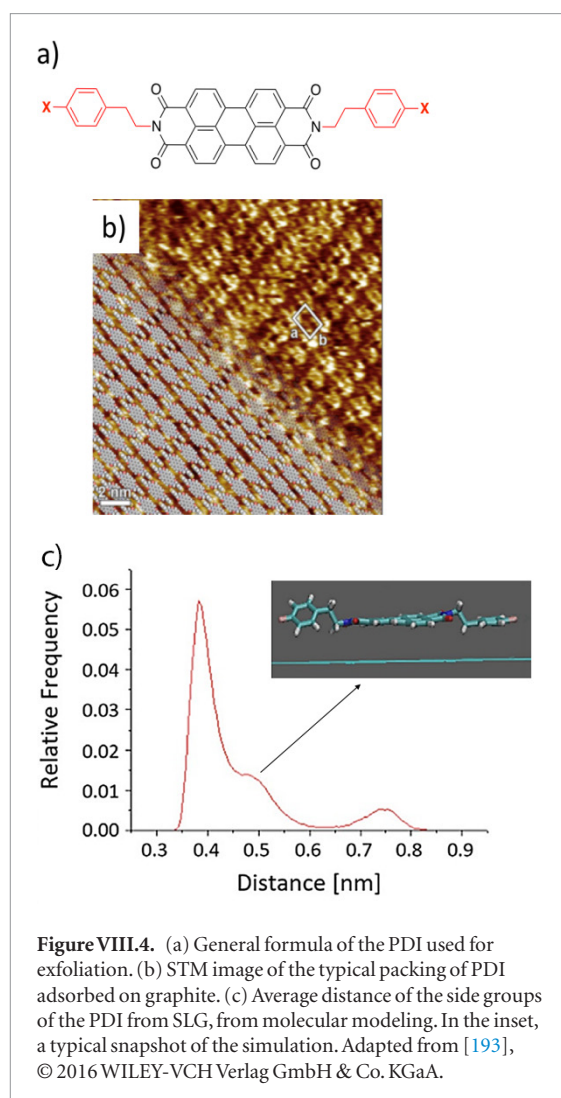 a)
X
N
O
O
O
O
N
X
b)
a
b
2 nm
c)
Relative Frequency
0.06
0.05
0.04
0.03
0.02
0.01
0.00
0.3 0.4 0.5 0.6 0.7 0.8 0.9
Distance [nm]
Figure VIII.4. (a) General formula of the PDI used for
exfoliation. (b) STM image of the typical packing of PDI
adsorbed on graphite. (c) Average distance of the side groups
of the PDI from SLG, from molecular modeling. In the inset,
a typical snapshot of the simulation. Adapted from [193],
© 2016 WILEY-VCH Verlag GmbH & Co. KGaA.